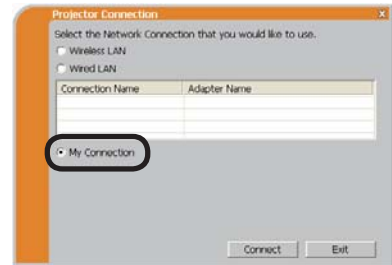 Projector Connection X
Select the Network Connection that you would like to use.
Wireless LAN
Wired LAN
Connection Name Adapter Name
My Connection
Connect Exit